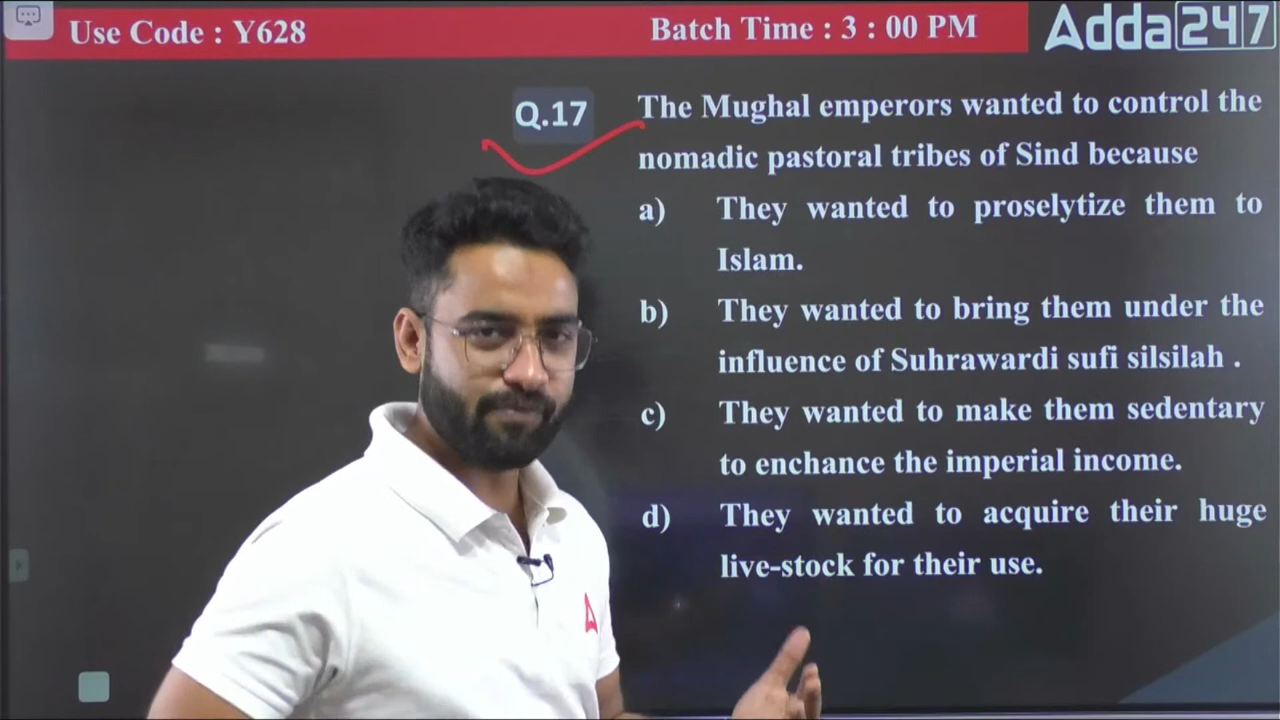 Use Code : Y628
Batch Time : 3 : 00 PM
Adda247
Q.17
The Mughal emperors wanted to control the
nomadic pastoral tribes of Sind because
a) They wanted to proselytize them to
Islam.
b) They wanted to bring them under the
influence of Suhrawardi sufi silsilah .
c) They wanted to make them sedentary
to enchance the imperial income.
d) They wanted to acquire their huge
live-stock for their use.